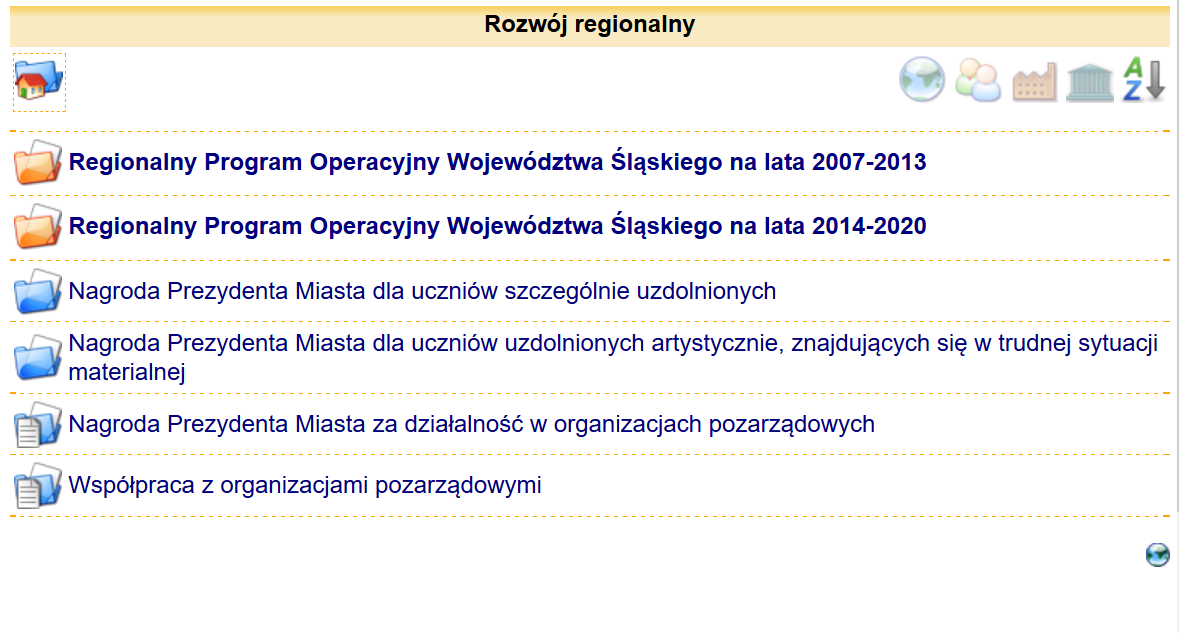 Rozwój regionalny
A
Z
Regionalny Program Operacyjny Województwa Śląskiego na lata 2007-2013
Regionalny Program Operacyjny Województwa Śląskiego na lata 2014-2020
Nagroda Prezydenta Miasta dla uczniów szczególnie uzdolnionych
Nagroda Prezydenta Miasta dla uczniów uzdolnionych artystycznie, znajdujących się w trudnej sytuacji
materialnej
Nagroda Prezydenta Miasta za działalność w organizacjach pozarządowych
Współpraca z organizacjami pozarządowymi